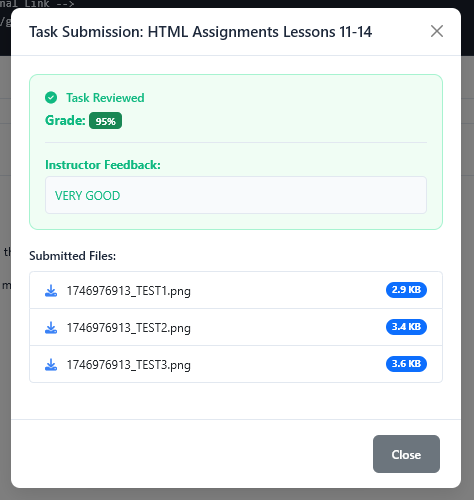 nal Link -->
Task Submission: HTML Assignments Lessons 11-14
Task Reviewed
Grade: 95%
Instructor Feedback:
VERY GOOD
Submitted Files:
1746976913_TEST1.png 2.9 KB
1746976913_TEST2.png 3.4 KB
1746976913_TEST3.png 3.6 KB
Close